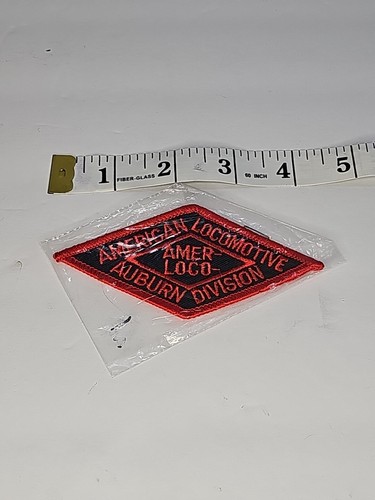 1 FIBER-GLASS 2 3 60 INCH 4 5
AMERICAN LOCOMOTIVE
AMER-
LOCO-
AUBURN DIVISION